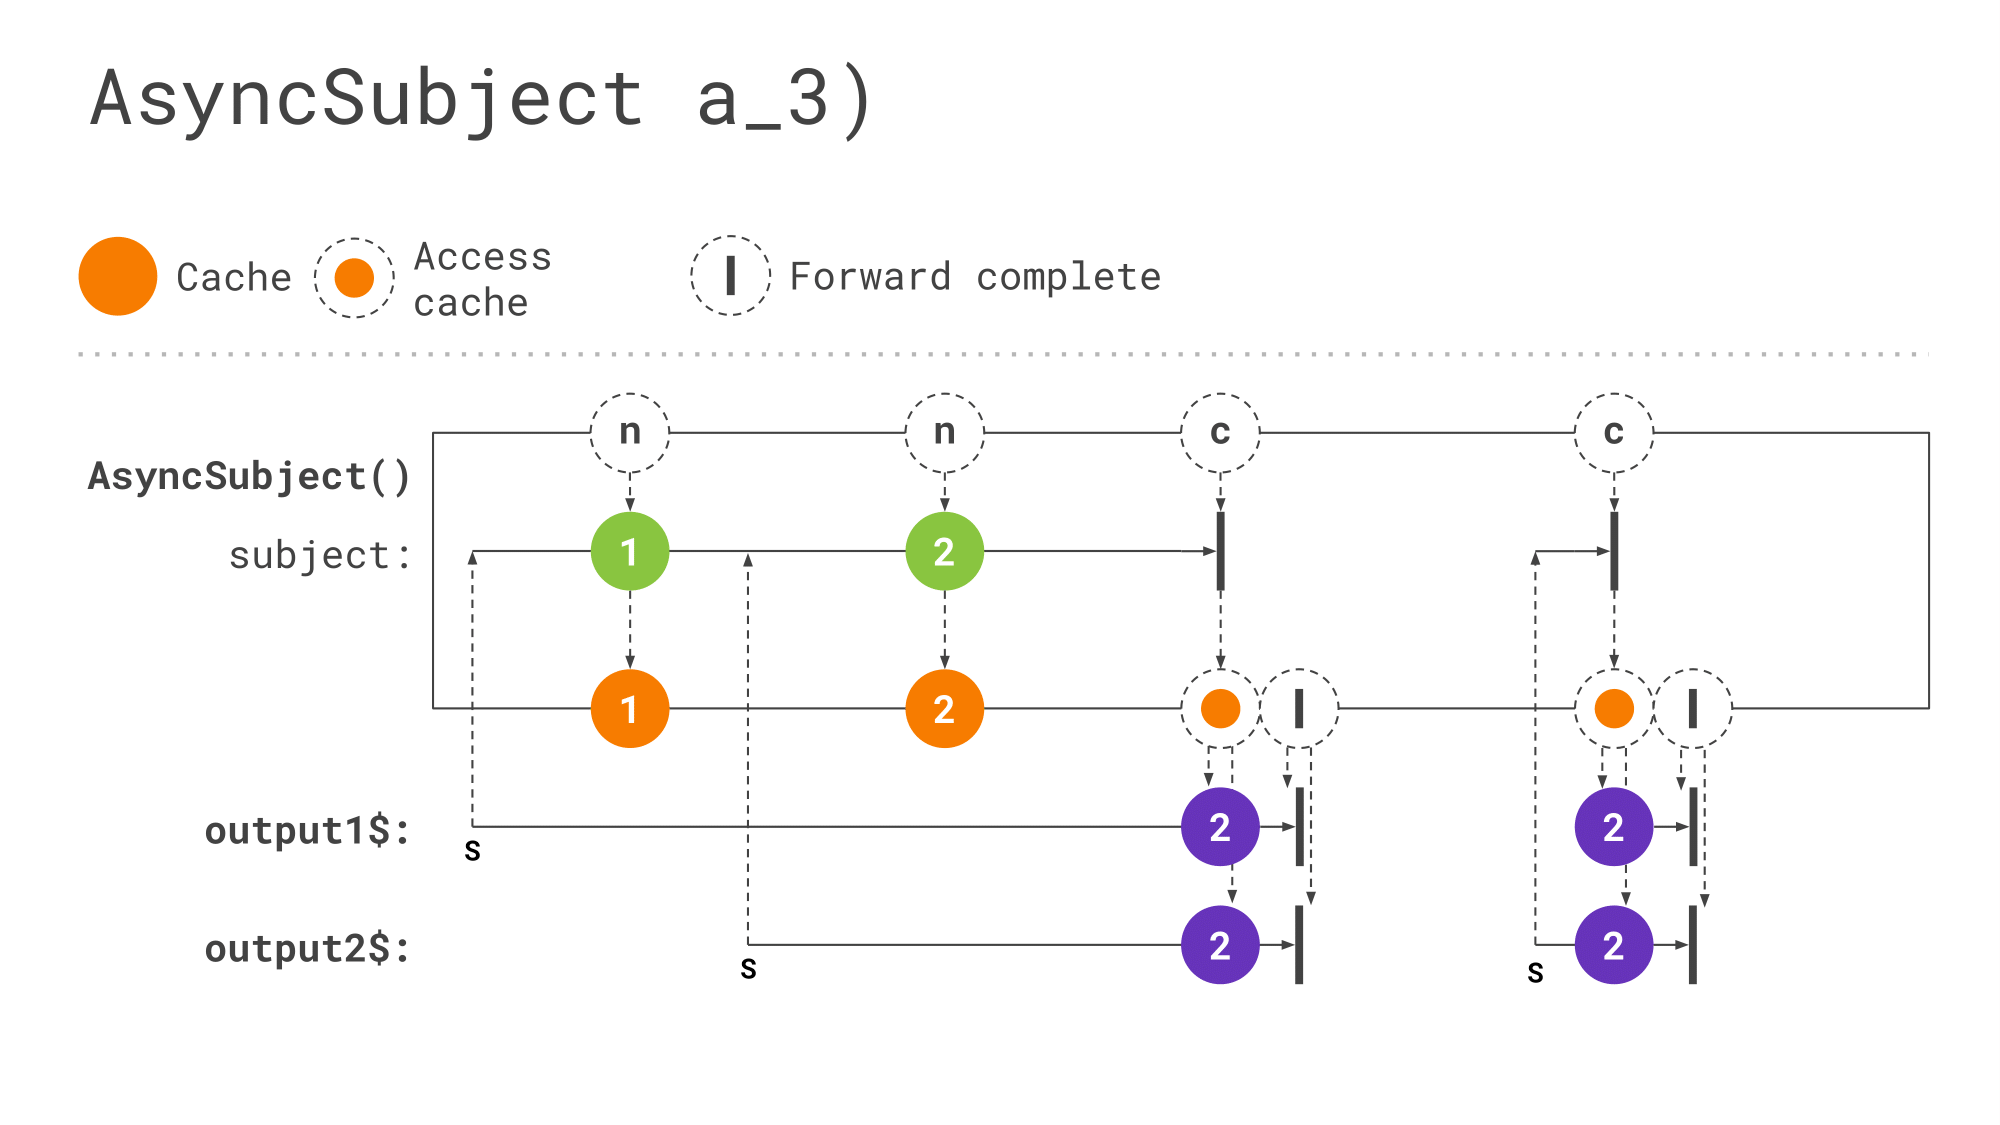 AsyncSubject a_3)
Cache
Access
cache
Forward complete
n n c c
AsyncSubject()
subject: 1 2
1 2
output1$: 2 2
s
output2$: 2 2
s s